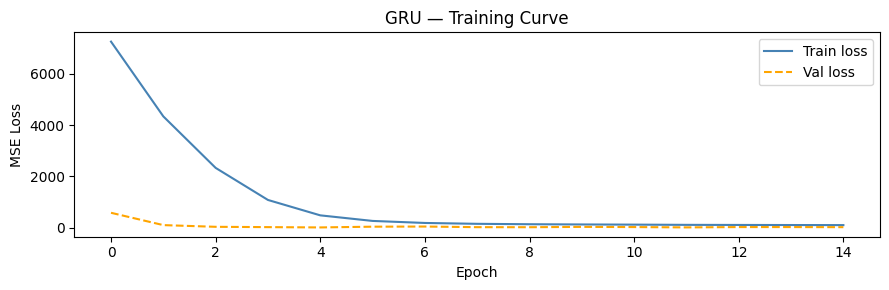 GRU — Training Curve
Train loss
Val loss
MSE Loss
6000
4000
2000
0
0 2 4 6 8 10 12 14
Epoch